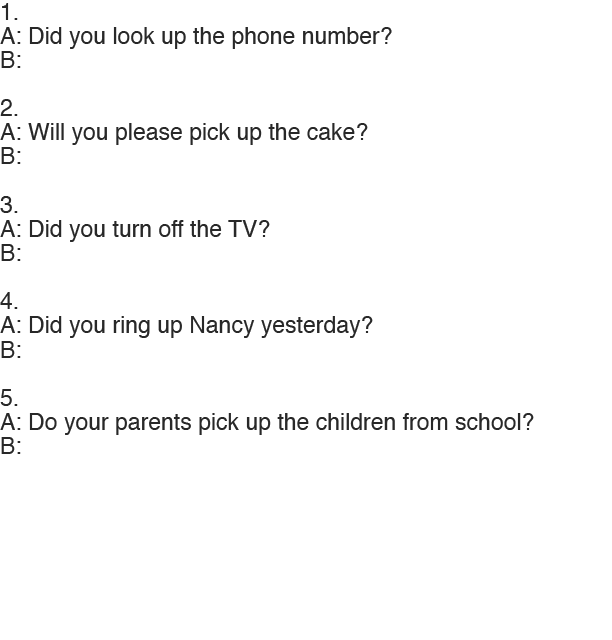 1.
A: Did you look up the phone number?
B:
2.
A: Will you please pick up the cake?
B:
3.
A: Did you turn off the TV?
B:
4.
A: Did you ring up Nancy yesterday?
B:
5.
A: Do your parents pick up the children from school?
B: